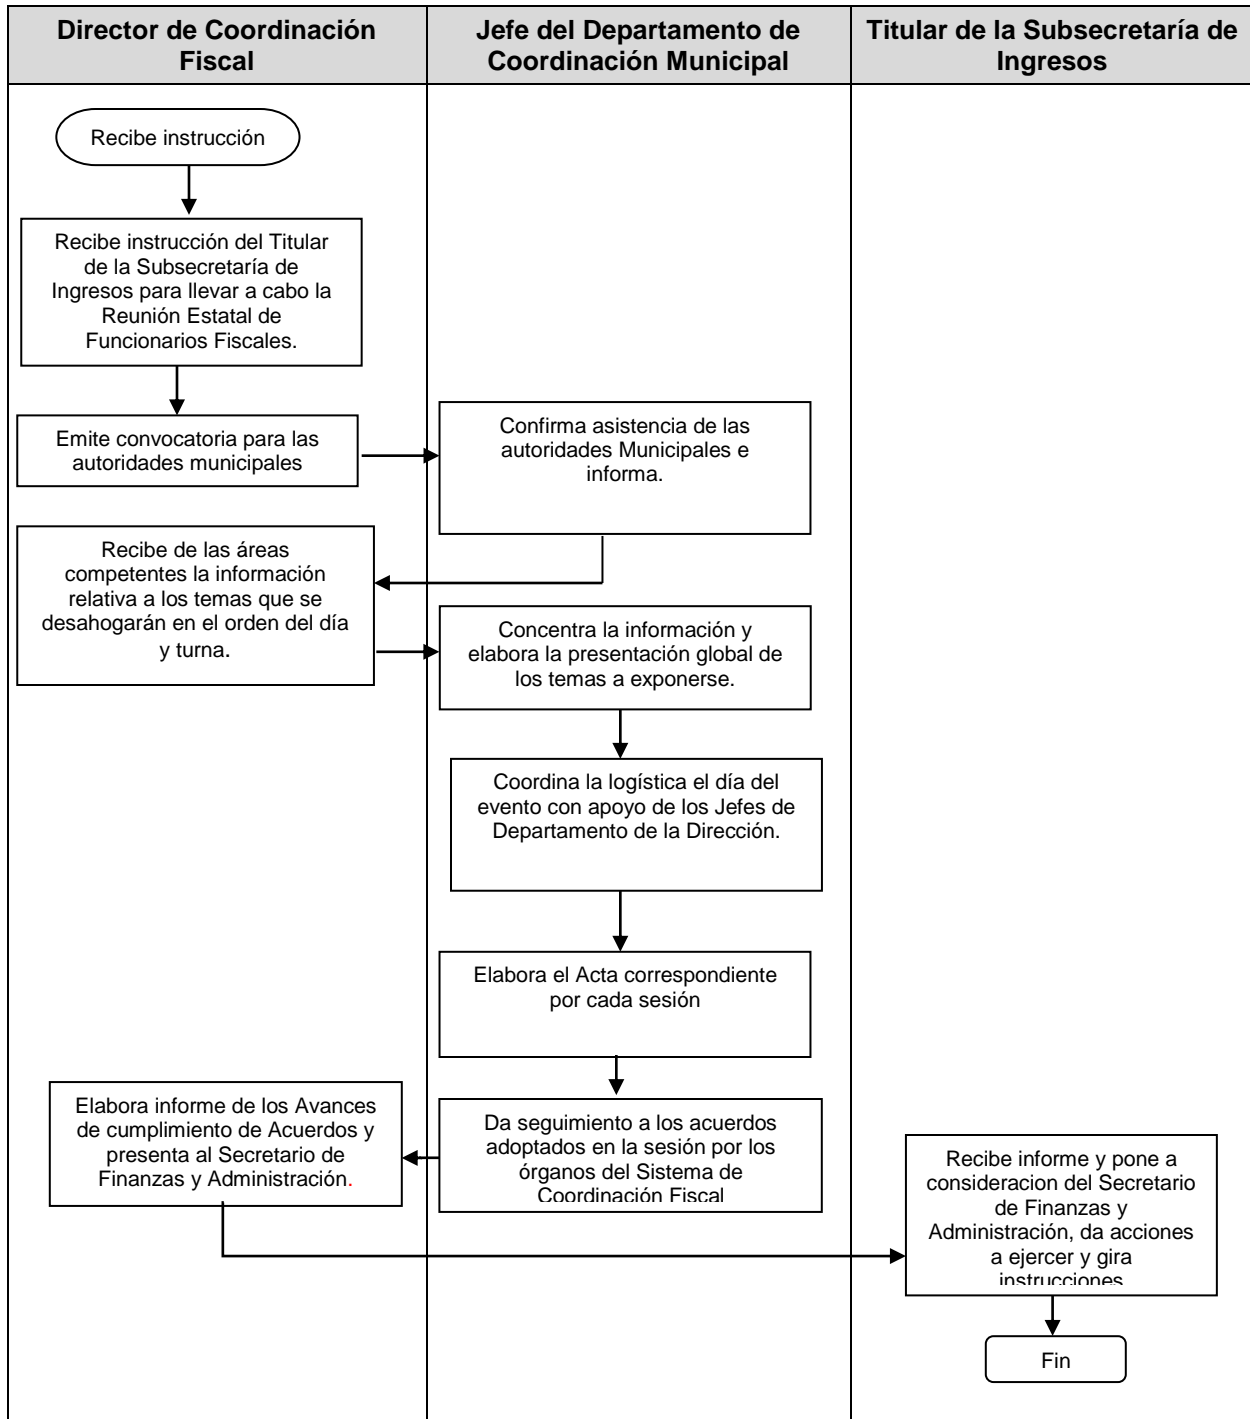 Director de Coordinación
Fiscal
Jefe del Departamento de
Coordinación Municipal
Titular de la Subsecretaría de
Ingresos
Recibe instrucción
Recibe instrucción del Titular
de la Subsecretaría de
Ingresos para llevar a cabo la
Reunión Estatal de
Funcionarios Fiscales.
Emite convocatoria para las
autoridades municipales
Confirma asistencia de las
autoridades Municipales e
informa.
Recibe de las áreas
competentes la información
relativa a los temas que se
desahogarán en el orden del día
y turna.
Concentra la información y
elabora la presentación global de
los temas a exponerse.
Coordina la logística el día del
evento con apoyo de los Jefes de
Departamento de la Dirección.
Elabora el Acta correspondiente
por cada sesión
Da seguimiento a los acuerdos
adoptados en la sesión por los
órganos del Sistema de
Coordinación Fiscal
Elabora informe de los Avances
de cumplimiento de Acuerdos y
presenta al Secretario de
Finanzas y Administración.
Recibe informe y pone a
consideracion del Secretario
de Finanzas y
Administración, da acciones
a ejercer y gira
instrucciones
Fin